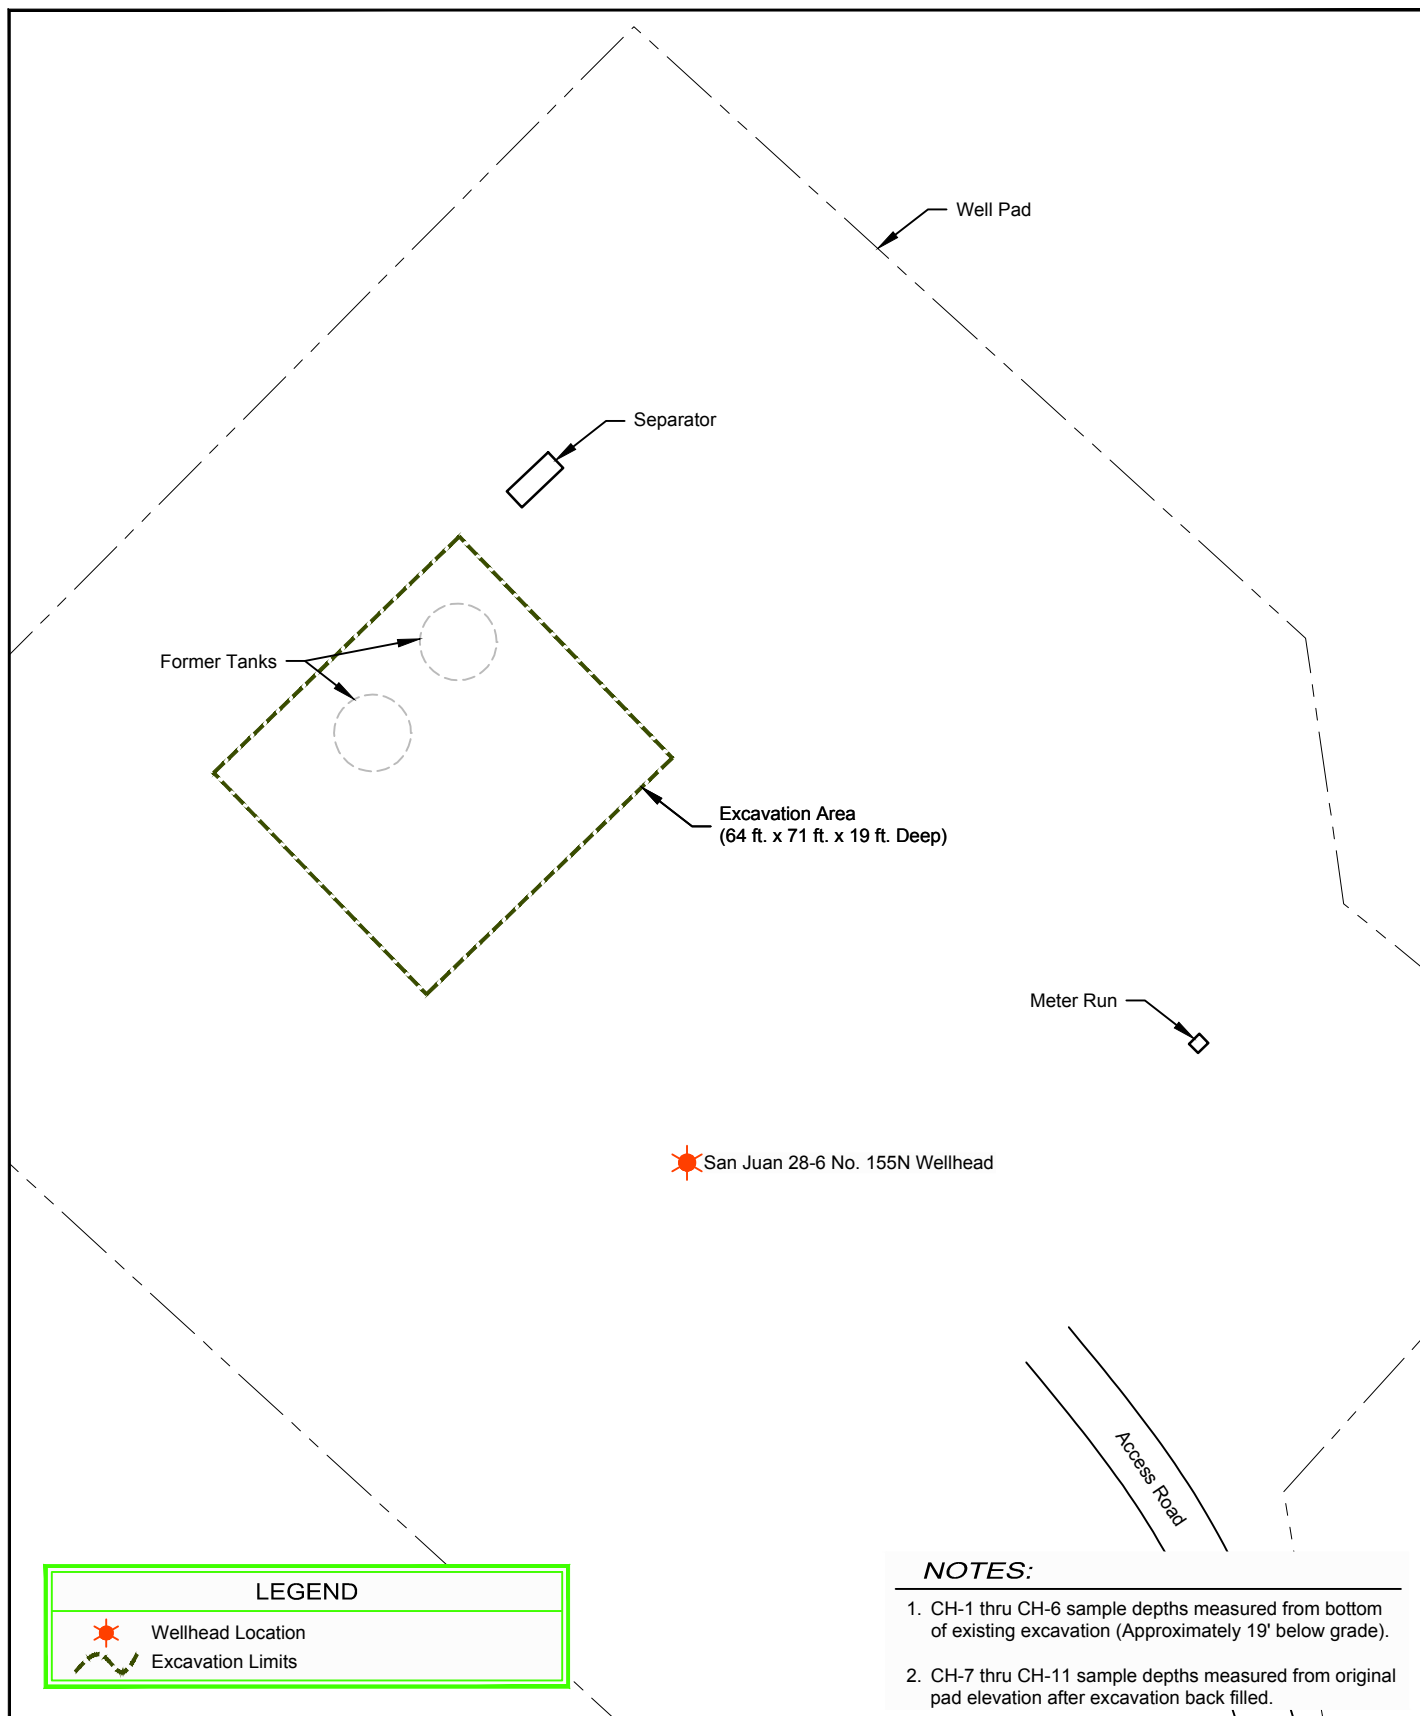 Well Pad
Separator
Former Tanks
Excavation Area
(64 ft. x 71 ft. x 19 ft. Deep)
Meter Run
San Juan 28-6 No. 155N Wellhead
Access Road
LEGEND
Wellhead Location
Excavation Limits
NOTES:
1. CH-1 thru CH-6 sample depths measured from bottom
of existing excavation (Approximately 19' below grade).
2. CH-7 thru CH-11 sample depths measured from original
pad elevation after excavation back filled.